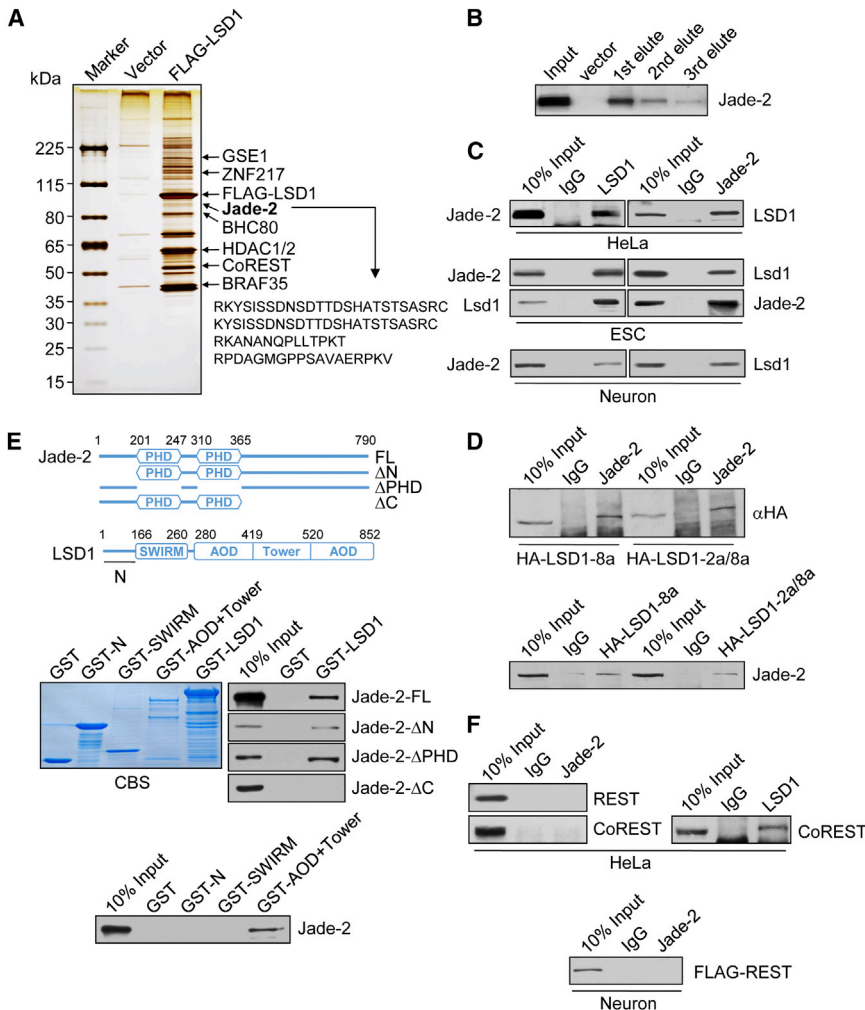 A
kDa
Marker
Vector
FLAG-LSD1
225
115
80
65
50
35
30
25
15
GSE1
ZNF217
FLAG-LSD1
Jade-2
BHC80
HDAC1/2
CoREST
BRAF35
RKYSISSDNSDTTDSHATSTSASRC
KYSISSDNSDTTDSHATSTSASRC
RKANANQPLLTPKT
RPDAGMGPPSAVAERPKV
B
Input
vector
1st elute
2nd elute
3rd elute
Jade-2
C
10% Input
IgG
LSD1
10% Input
IgG
Jade-2
Jade-2
LSD1
HeLa
Jade-2
Lsd1
Lsd1
Jade-2
ESC
Jade-2
Lsd1
Neuron
E
1 201 247 310 365 790
Jade-2 PHD PHD FL
PHD PHD ΔN
ΔPHD
PHD PHD ΔC
1 166 260 280 419 520 852
LSD1 SWIRM AOD Tower AOD
N
GST
GST-N
GST-SWIRM
GST-AOD+Tower
GST-LSD1
CBS
10% Input
GST
GST-LSD1
Jade-2-FL
Jade-2-ΔN
Jade-2-ΔPHD
Jade-2-ΔC
10% Input
GST
GST-N
GST-SWIRM
GST-AOD+Tower
Jade-2
D
10% Input
IgG
Jade-2
10% Input
IgG
Jade-2
αHA
HA-LSD1-8a
HA-LSD1-2a/8a
10% Input
IgG
HA-LSD1-8a
10% Input
IgG
HA-LSD1-2a/8a
Jade-2
F
10% Input
IgG
Jade-2
REST
CoREST
10% Input
IgG
LSD1
CoREST
HeLa
10% Input
IgG
Jade-2
FLAG-REST
Neuron